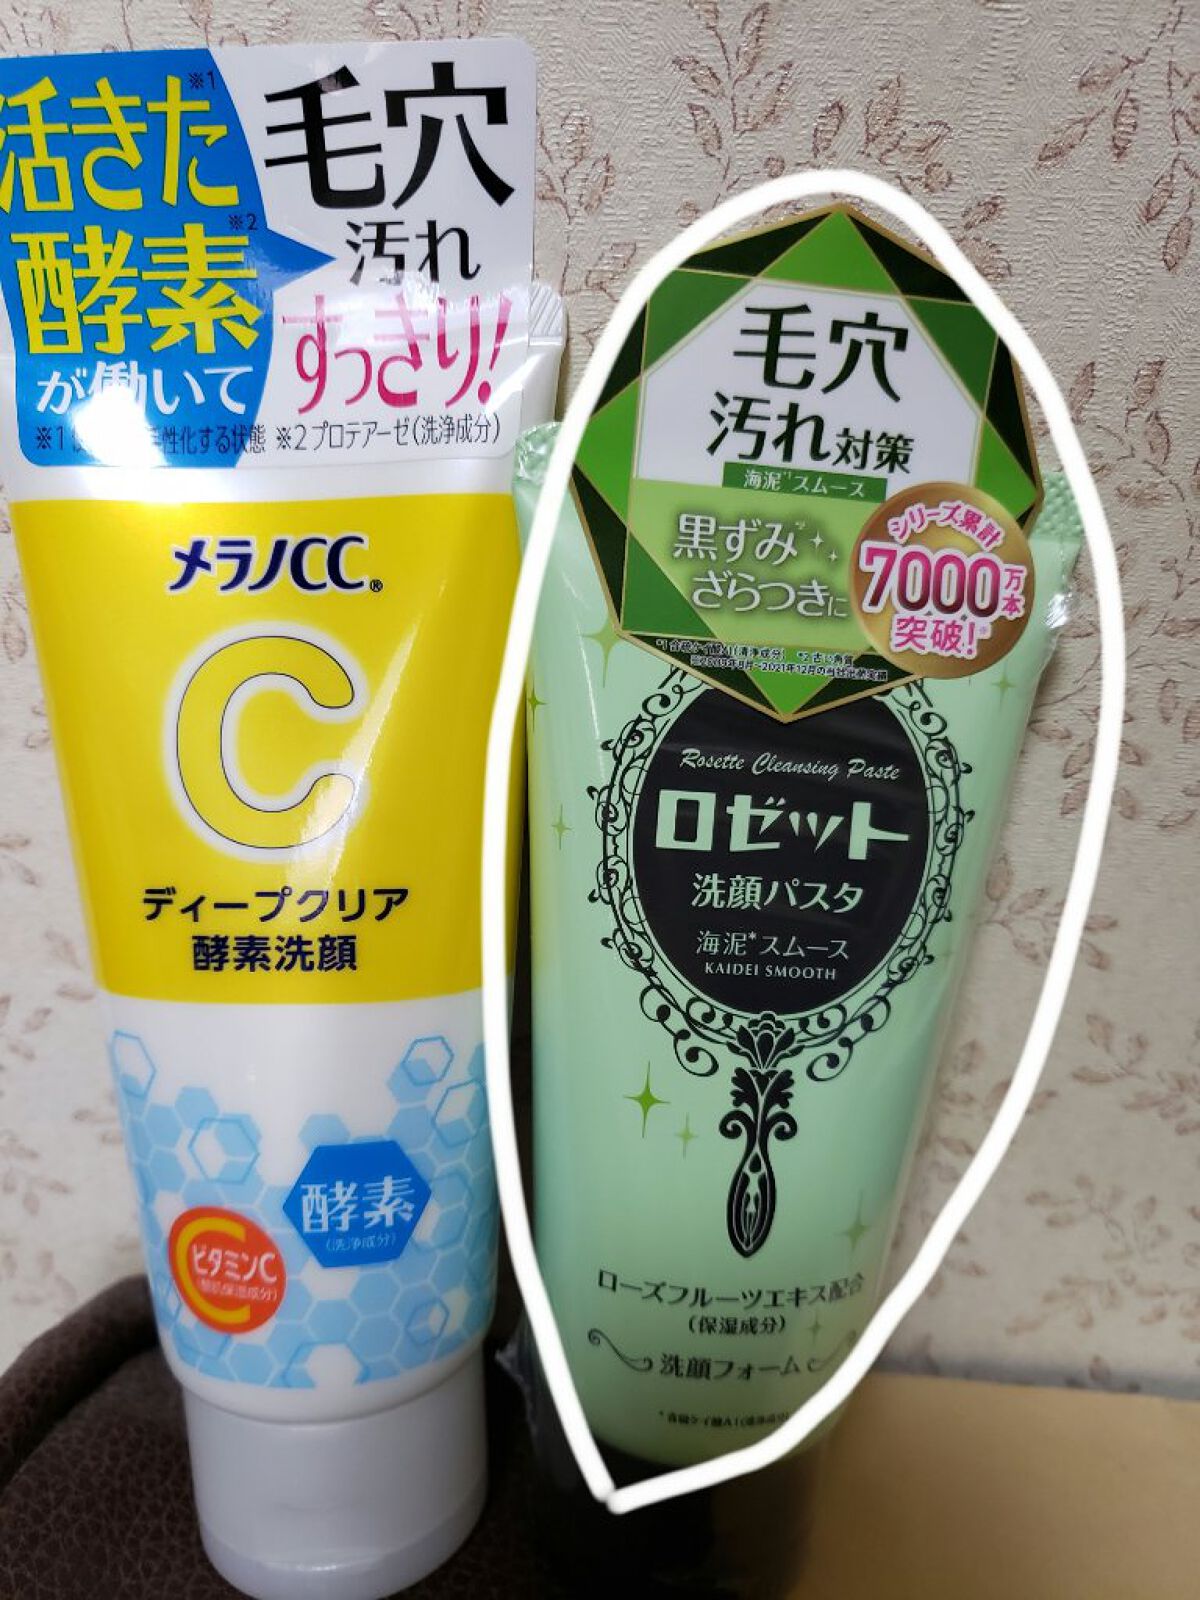 活きた※1
酵素※2
が働いて
毛穴
汚れ
すっきり!
※2プロテアーゼ(洗浄成分)
メラノCC®
C
ディープクリア
酵素洗顔
酵素
(洗浄成分)
ビタミンC
毛穴
汚れ対策
海泥*1スムース
黒ずみ*2
ざらつきに
シリーズ累計
7000万本
突破!※
Rosette Cleansing Paste
ロゼット
洗顔パスタ
海泥*スムース
KAIDEI SMOOTH
ローズフルーツエキス配合
(保湿成分)
洗顔フォーム